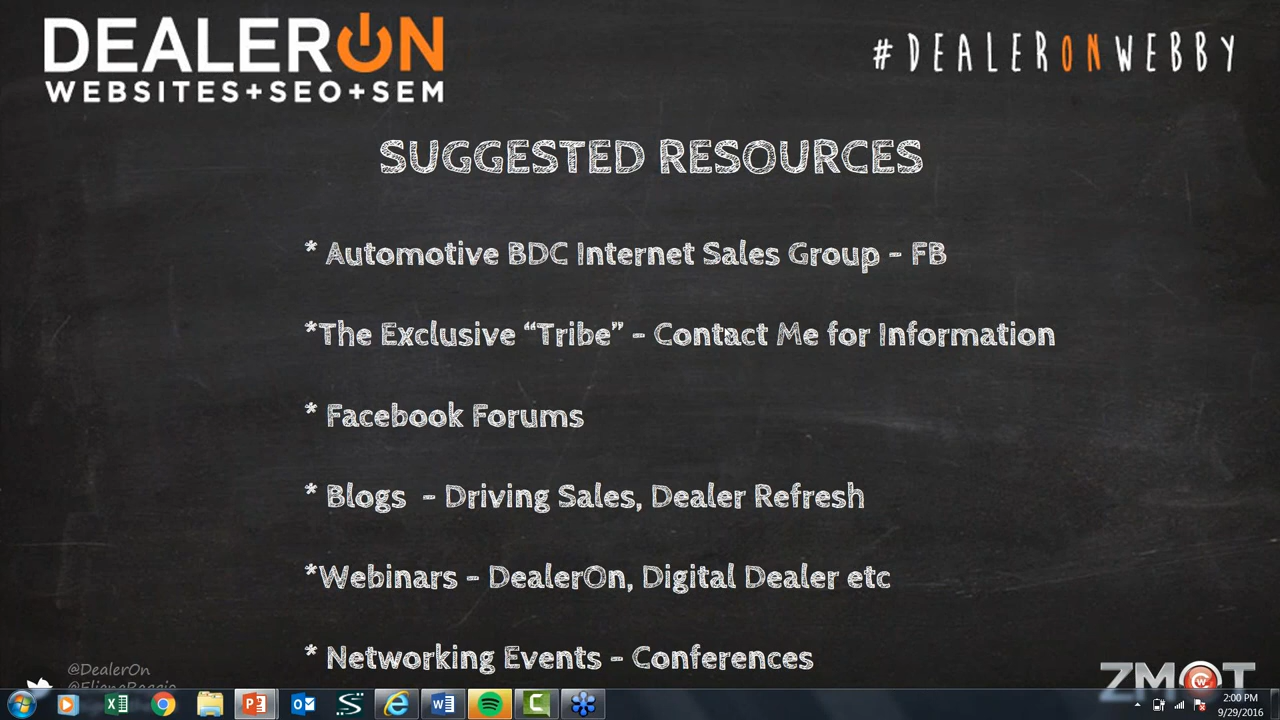 DEALERON
WEBSITES+SEO+SEM
#DEALERONWEBBY
SUGGESTED RESOURCES
* Automotive BDC Internet Sales Group - FB
*The Exclusive “Tribe” - Contact Me for Information
* Facebook Forums
* Blogs - Driving Sales, Dealer Refresh
*Webinars - DealerOn, Digital Dealer etc
* Networking Events - Conferences
@DealerOn
ZMOT
2:00 PM
9/29/2016